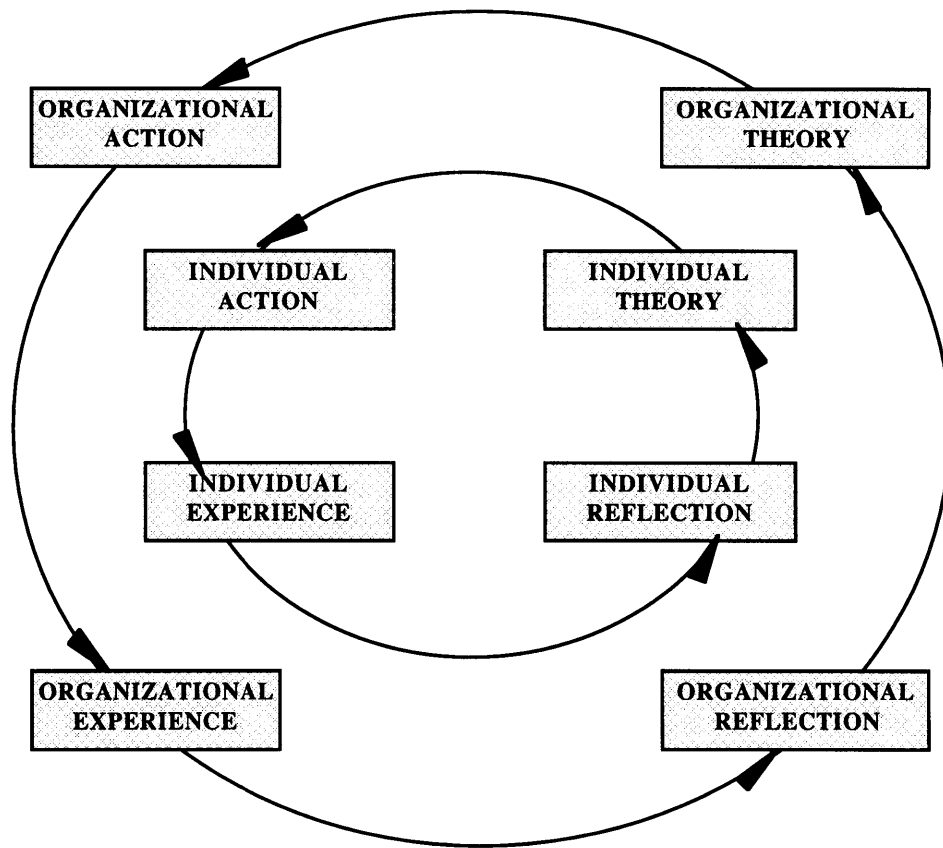 ORGANIZATIONAL
ACTION
ORGANIZATIONAL
THEORY
INDIVIDUAL
ACTION
INDIVIDUAL
THEORY
INDIVIDUAL
EXPERIENCE
INDIVIDUAL
REFLECTION
ORGANIZATIONAL
EXPERIENCE
ORGANIZATIONAL
REFLECTION